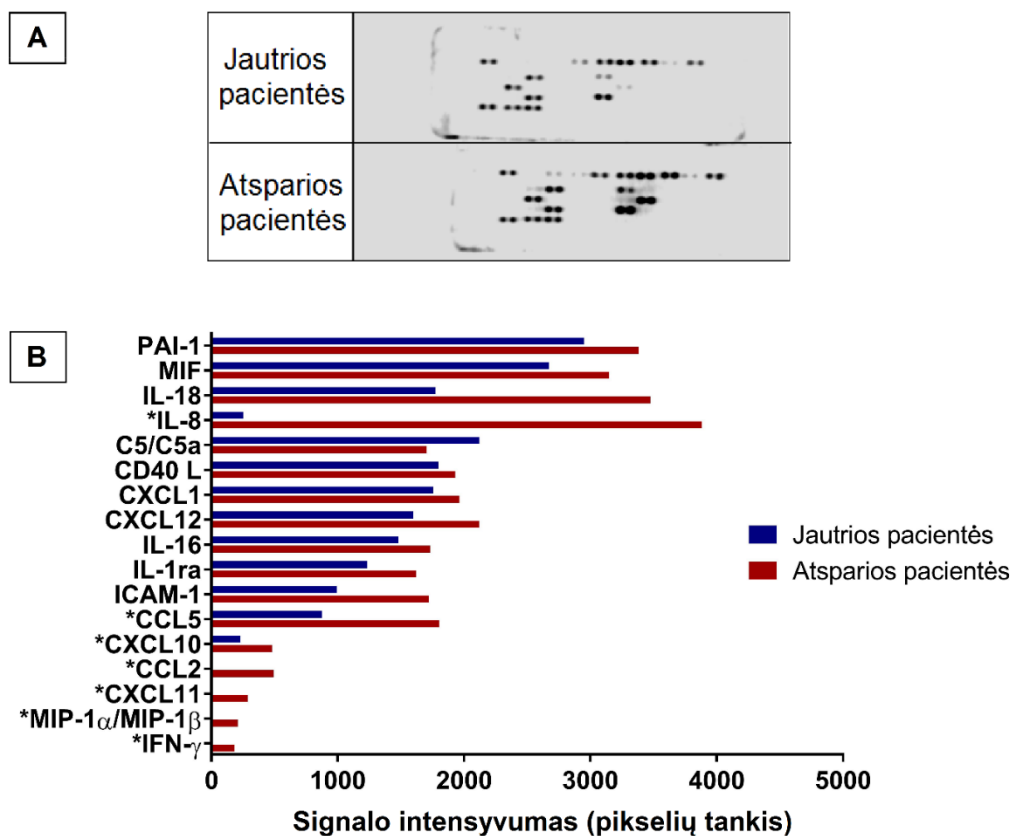 A
Jautrios
pacientės
Atsparios
pacientės
B
PAI-1
MIF
IL-18
*IL-8
C5/C5a
CD40 L
CXCL1
CXCL12
IL-16
IL-1ra
ICAM-1
*CCL5
*CXCL10
*CCL2
*CXCL11
*MIP-1α/MIP-1β
*IFN-γ
Jautrios pacientės
Atsparios pacientės
0 1000 2000 3000 4000 5000
Signalo intensyvumas (pikselių tankis)